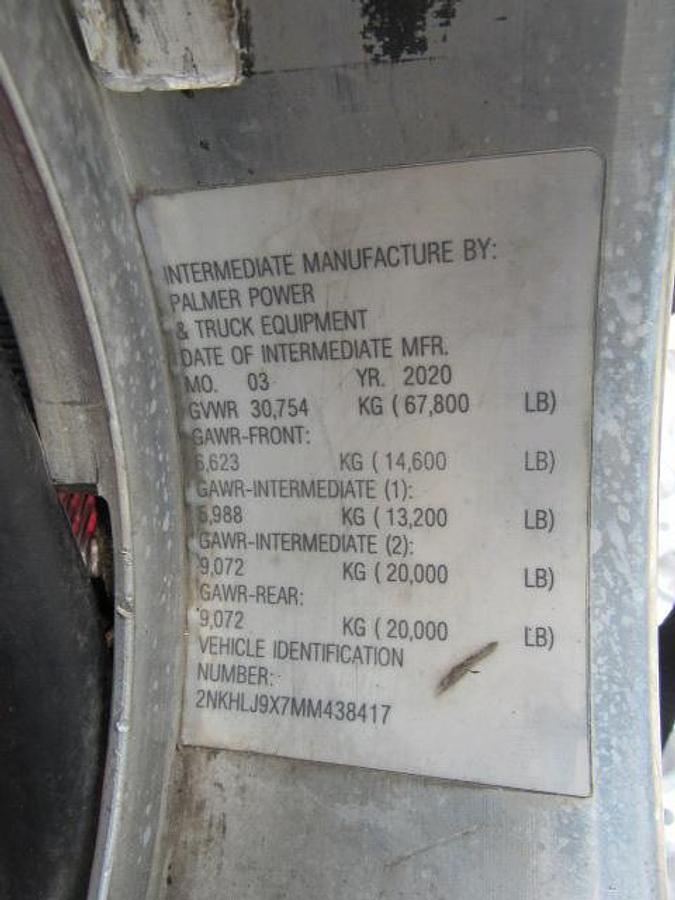 INTERMEDIATE MANUFACTURE BY:
PALMER POWER
& TRUCK EQUIPMENT
DATE OF INTERMEDIATE MFR.
MO. 03 YR. 2020
GVWR 30,754 KG ( 67,800 LB)
GAWR-FRONT:
6,623 KG ( 14,600 LB)
GAWR-INTERMEDIATE (1):
5,988 KG ( 13,200 LB)
GAWR-INTERMEDIATE (2):
9,072 KG ( 20,000 LB)
GAWR-REAR:
9,072 KG ( 20,000 LB)
VEHICLE IDENTIFICATION
NUMBER:
2NKHLJ9X7MM438417